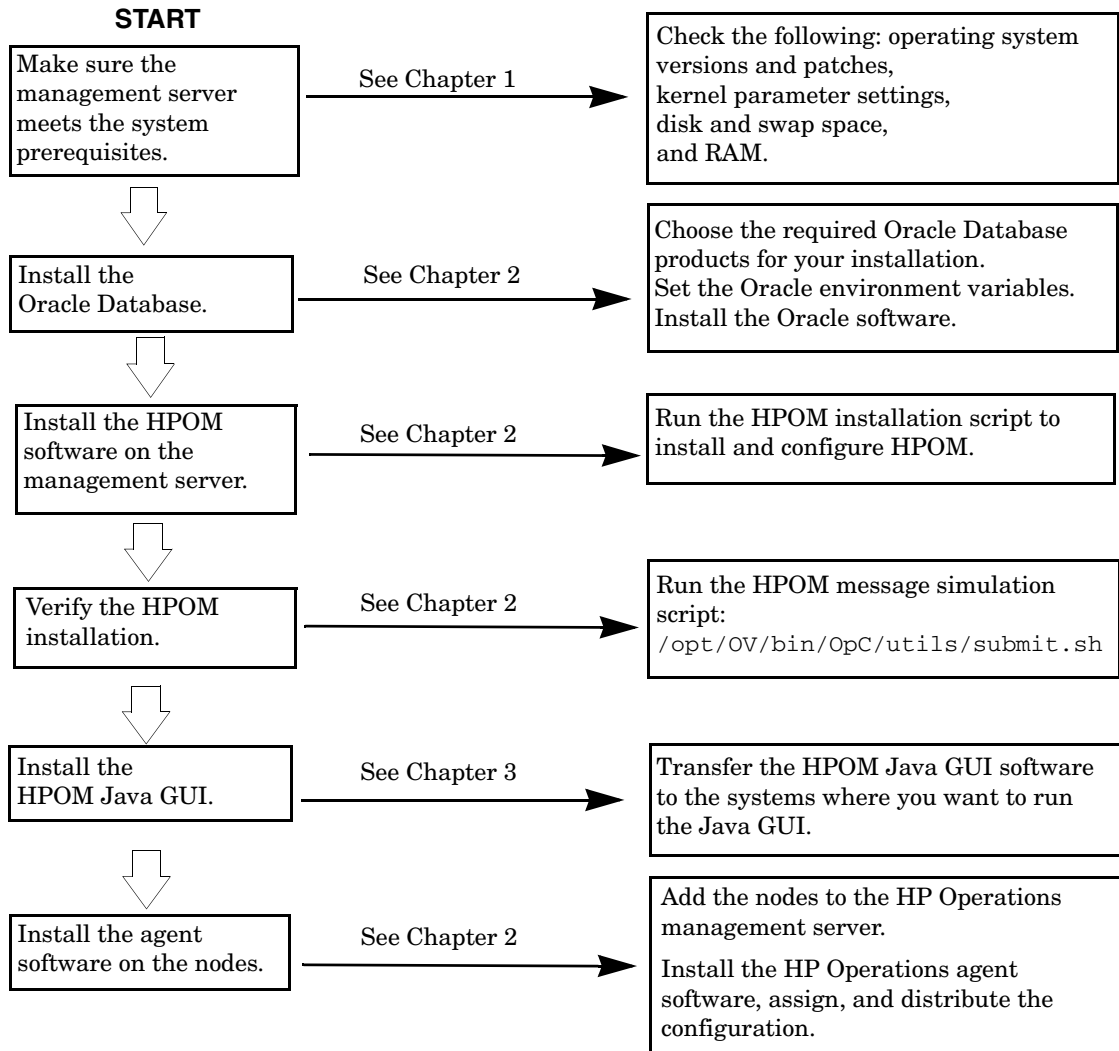 START
Make sure the
management server
meets the system
prerequisites.
See Chapter 1
Check the following: operating system
versions and patches,
kernel parameter settings,
disk and swap space,
and RAM.
Install the
Oracle Database.
See Chapter 2
Choose the required Oracle Database
products for your installation.
Set the Oracle environment variables.
Install the Oracle software.
Install the HPOM
software on the
management server.
See Chapter 2
Run the HPOM installation script to
install and configure HPOM.
Verify the HPOM
installation.
See Chapter 2
Run the HPOM message simulation
script:
/opt/OV/bin/OpC/utils/submit.sh
Install the
HPOM Java GUI.
See Chapter 3
Transfer the HPOM Java GUI software
to the systems where you want to run
the Java GUI.
Install the agent
software on the nodes.
See Chapter 2
Add the nodes to the HP Operations
management server.
Install the HP Operations agent
software, assign, and distribute the
configuration.